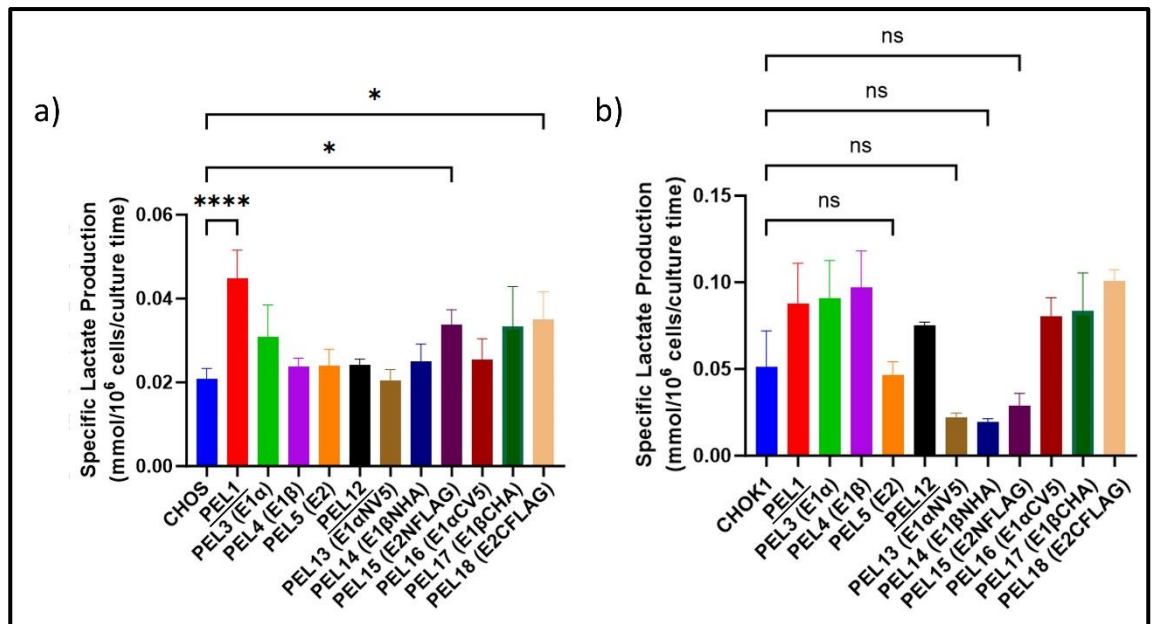 a)
*
*
****
Specific Lactate Production
(mmol/10⁶ cells/culture time)
0.06
0.04
0.02
0.00
CHOS
PEL1
PEL3 (E1α)
PEL4 (E1β)
PEL5 (E2)
PEL12
PEL13 (E1αNV5)
PEL14 (E1βNHA)
PEL15 (E2NFLAG)
PEL16 (E1αCV5)
PEL17 (E1βCHA)
PEL18 (E2CFLAG)
b)
ns
ns
ns
ns
Specific Lactate Production
(mmol/10⁶ cells/culture time)
0.15
0.10
0.05
0.00
CHOK1
PEL1
PEL3 (E1α)
PEL4 (E1β)
PEL5 (E2)
PEL12
PEL13 (E1αNV5)
PEL14 (E1βNHA)
PEL15 (E2NFLAG)
PEL16 (E1αCV5)
PEL17 (E1βCHA)
PEL18 (E2CFLAG)